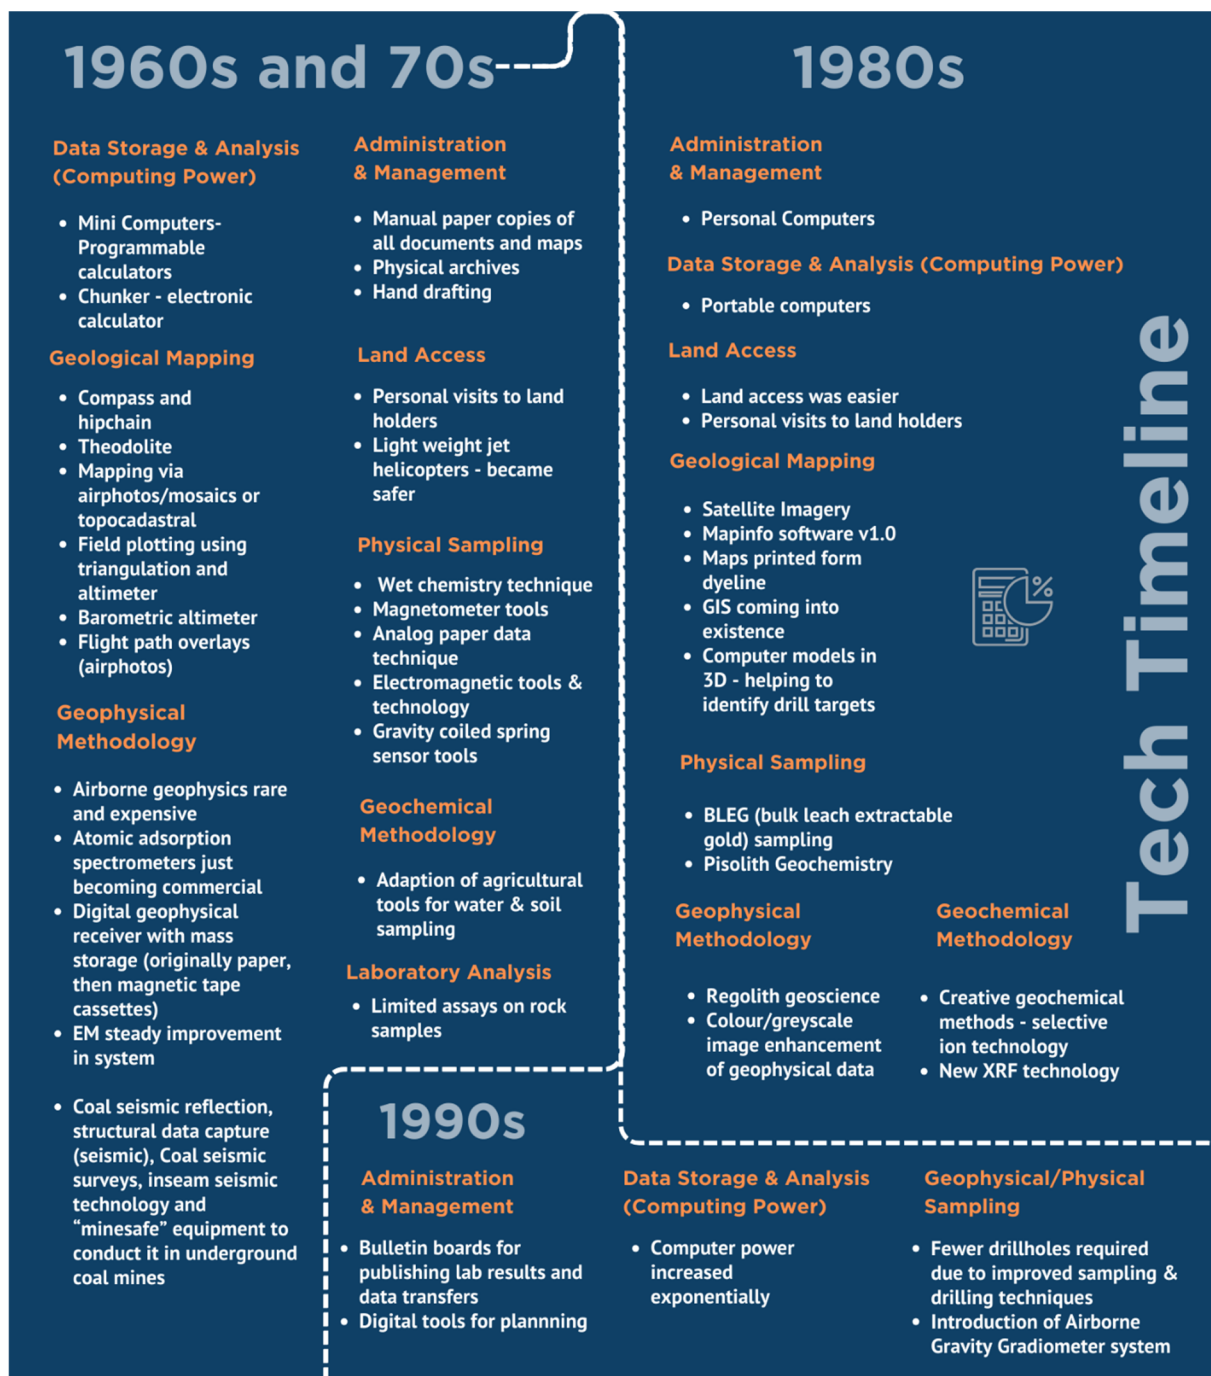 1960s and 70s
Data Storage & Analysis
(Computing Power)
• Mini Computers-
Programmable
calculators
• Chunker - electronic
calculator
Geological Mapping
• Compass and
hipchain
• Theodolite
• Mapping via
airphotos/mosaics or
topocadastral
• Field plotting using
triangulation and
altimeter
• Barometric altimeter
• Flight path overlays
(airphotos)
Geophysical
Methodology
• Airborne geophysics rare
and expensive
• Atomic adsorption
spectrometers just
becoming commercial
• Digital geophysical
receiver with mass
storage (originally paper,
then magnetic tape
cassettes)
• EM steady improvement
in system
• Coal seismic reflection,
structural data capture
(seismic), Coal seismic
surveys, inseam seismic
technology and
“minesafe” equipment to
conduct it in underground
coal mines
Administration
& Management
• Manual paper copies of
all documents and maps
• Physical archives
• Hand drafting
Land Access
• Personal visits to land
holders
• Light weight jet
helicopters - became
safer
Physical Sampling
• Wet chemistry technique
• Magnetometer tools
• Analog paper data
technique
• Electromagnetic tools &
technology
• Gravity coiled spring
sensor tools
Geochemical
Methodology
• Adaption of agricultural
tools for water & soil
sampling
Laboratory Analysis
• Limited assays on rock
samples
1980s
Administration
& Management
• Personal Computers
Data Storage & Analysis (Computing Power)
• Portable computers
Land Access
• Land access was easier
• Personal visits to land holders
Geological Mapping
• Satellite Imagery
• Mapinfo software v1.0
• Maps printed form
dyeline
• GIS coming into
existence
• Computer models in
3D - helping to
identify drill targets
Physical Sampling
• BLEG (bulk leach extractable
gold) sampling
• Pisolith Geochemistry
Geophysical
Methodology
• Regolith geoscience
• Colour/greyscale
image enhancement
of geophysical data
Geochemical
Methodology
• Creative geochemical
methods - selective
ion technology
• New XRF technology
Tech Timeline
%
1990s
Administration
& Management
• Bulletin boards for
publishing lab results and
data transfers
• Digital tools for plannning
Data Storage & Analysis
(Computing Power)
• Computer power
increased
exponentially
Geophysical/Physical
Sampling
• Fewer drillholes required
due to improved sampling &
drilling techniques
• Introduction of Airborne
Gravity Gradiometer system